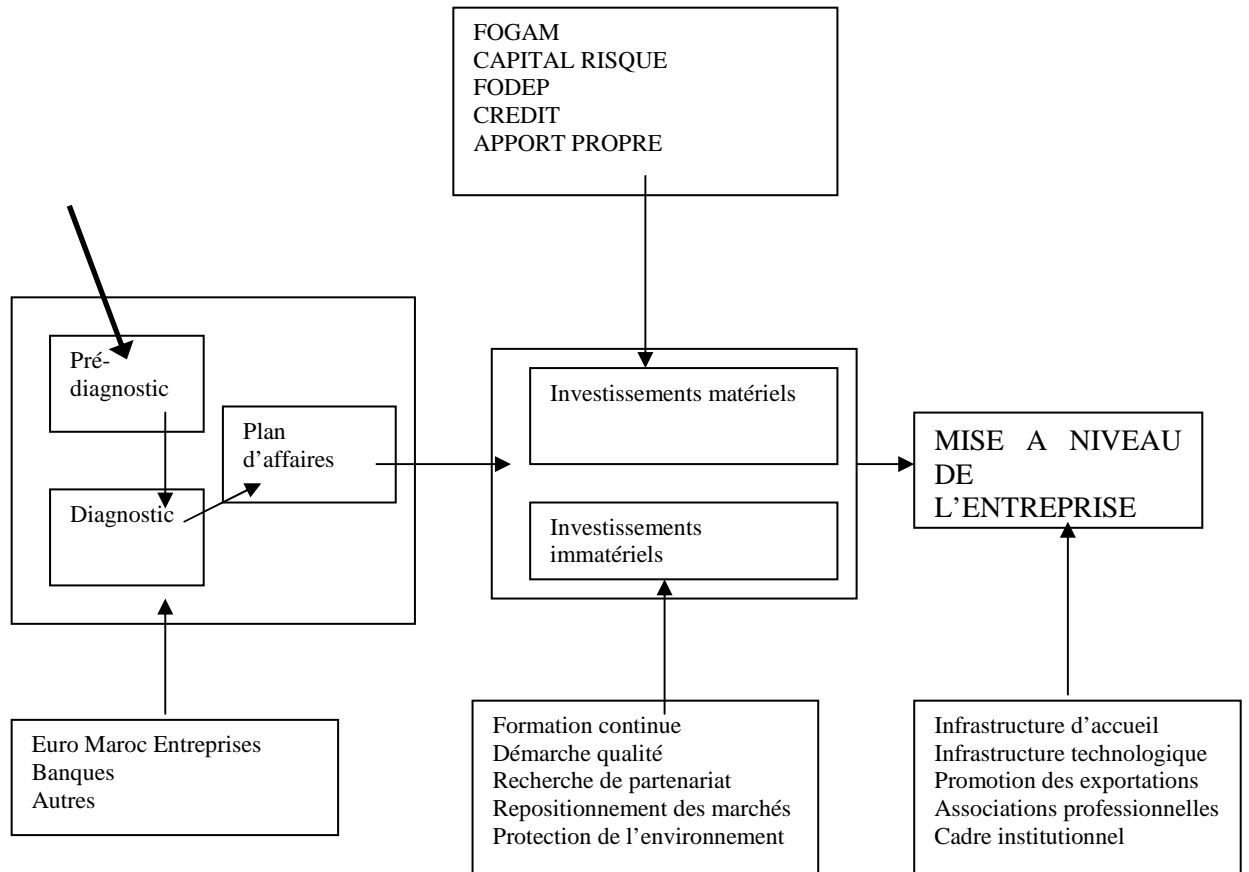 FOGAM
CAPITAL RISQUE
FODEP
CREDIT
APPORT PROPRE
Pré-
diagnostic
Plan
d’affaires
Diagnostic
Investissements matériels
Investissements
immatériels
MISE A NIVEAU
DE
L’ENTREPRISE
Euro Maroc Entreprises
Banques
Autres
Formation continue
Démarche qualité
Recherche de partenariat
Repositionnement des marchés
Protection de l’environnement
Infrastructure d’accueil
Infrastructure technologique
Promotion des exportations
Associations professionnelles
Cadre institutionnel